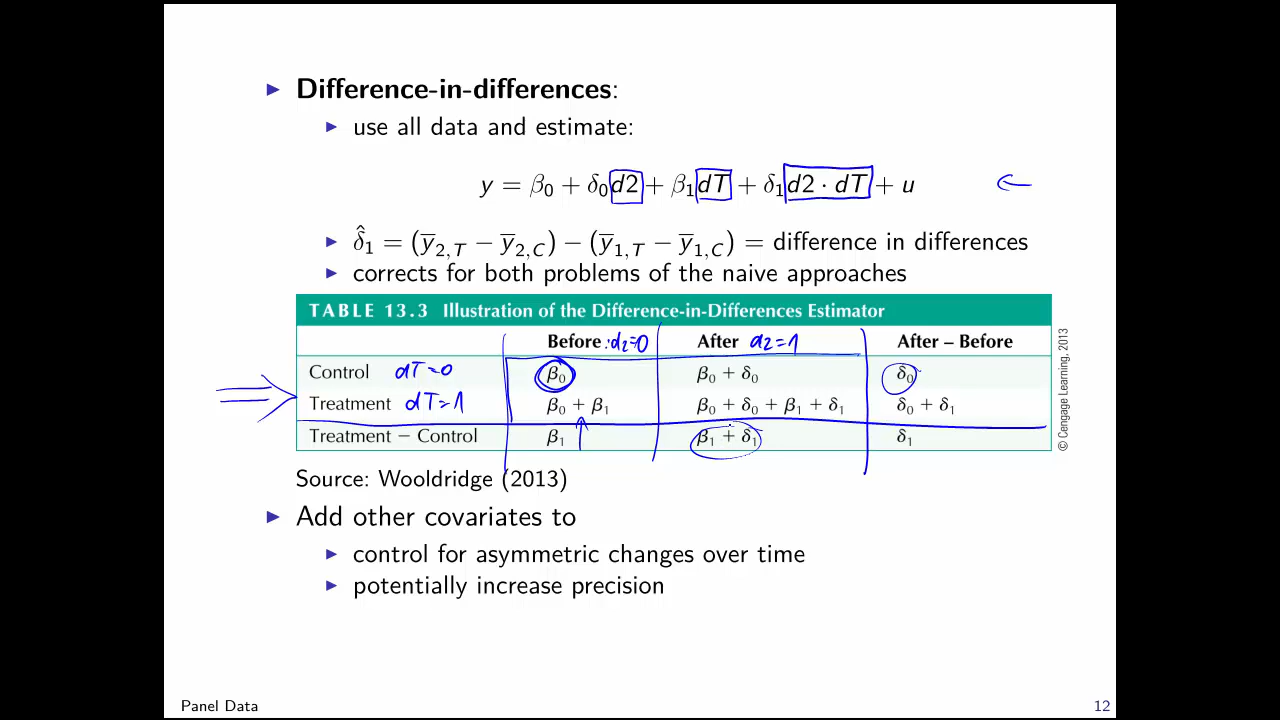 ▶ Difference-in-differences:
▶ use all data and estimate:
y = β₀ + δ₀d2 + β₁dT + δ₁d2 · dT + u ←
▶ δ̂₁ = (y̅₂,T − y̅₂,C) − (y̅₁,T − y̅₁,C) = difference in differences
▶ corrects for both problems of the naive approaches
TABLE 13.3 Illustration of the Difference-in-Differences Estimator
Before : d₂=0 After d₂=1 After – Before
Control dT=0 β₀ β₀ + δ₀ δ₀
Treatment dT=1 β₀ + β₁ β₀ + δ₀ + β₁ + δ₁ δ₀ + δ₁
Treatment – Control β₁ β₁ + δ₁ δ₁
© Cengage Learning, 2013
Source: Wooldridge (2013)
▶ Add other covariates to
▶ control for asymmetric changes over time
▶ potentially increase precision
Panel Data 12